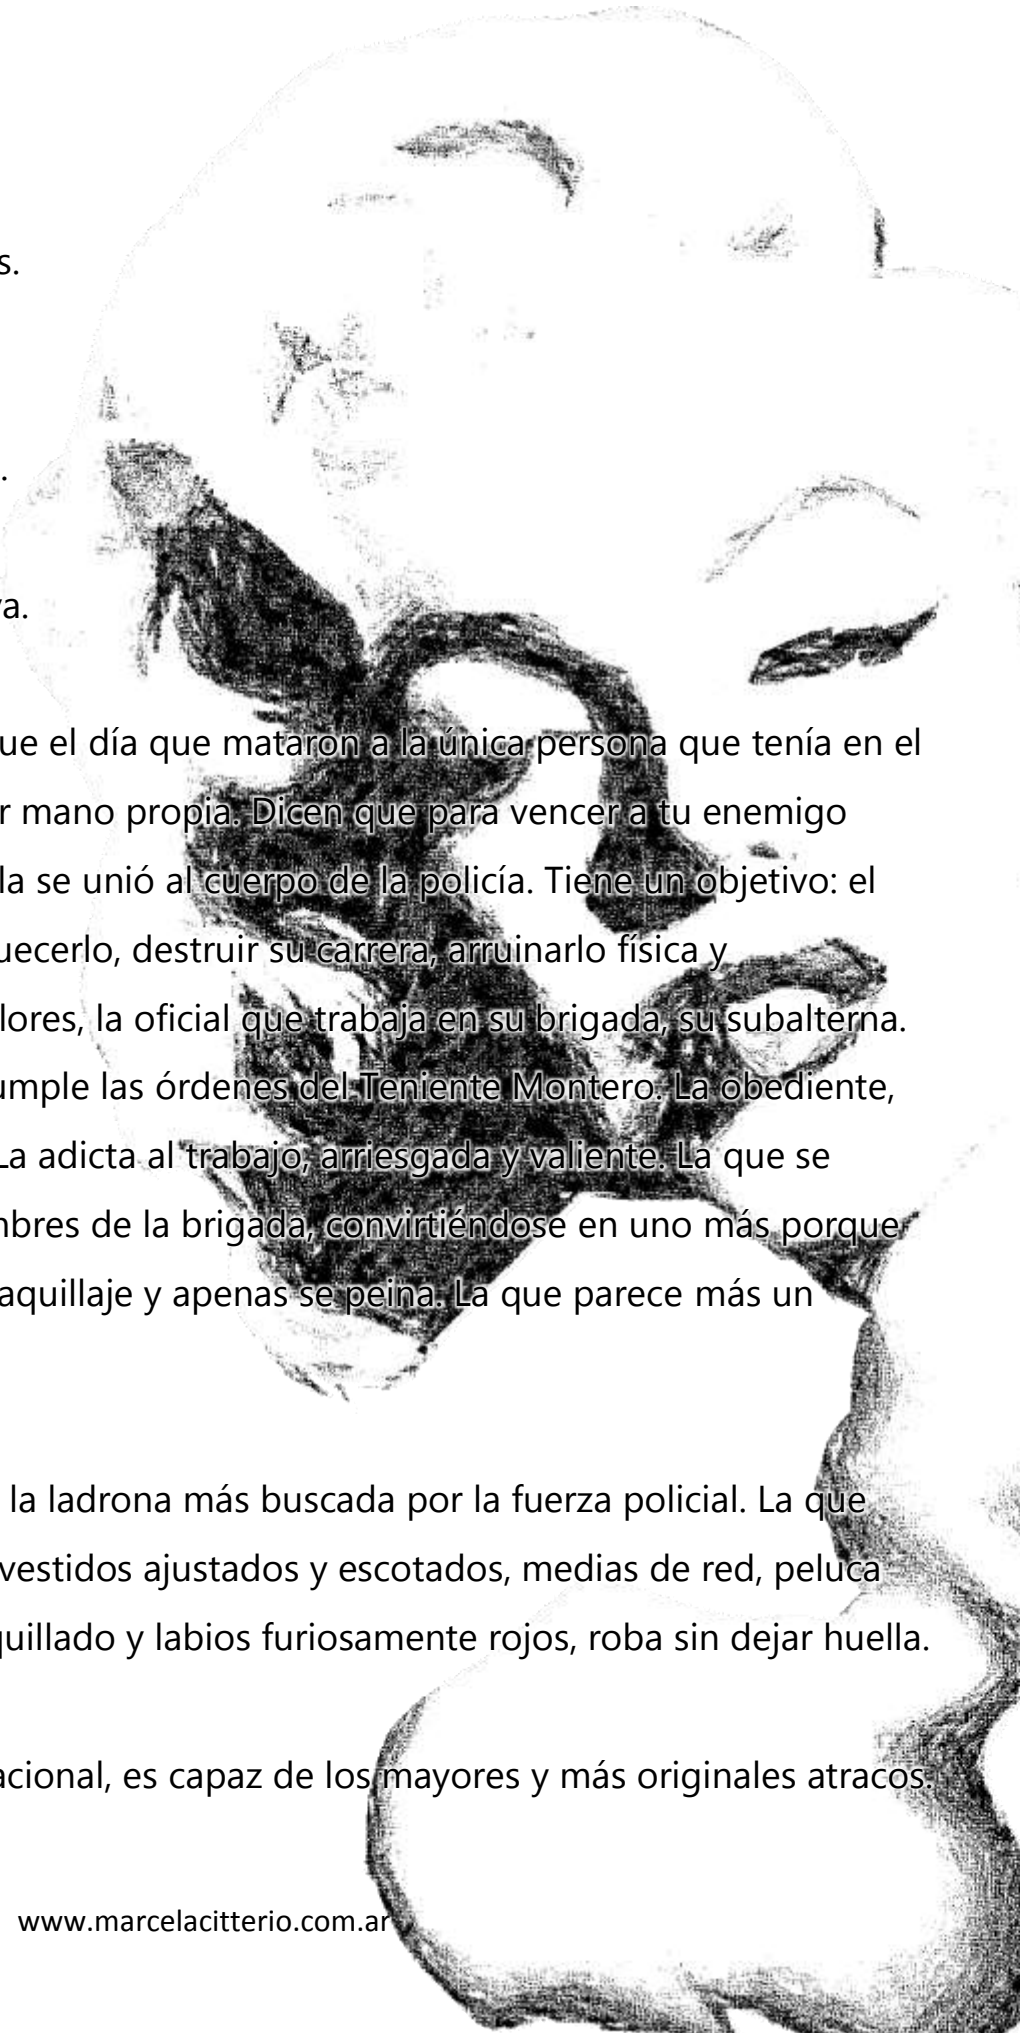 s.
.
va.
ue el día que mataron a la única persona que tenía en el
r mano propia. Dicen que para vencer a tu enemigo
la se unió al cuerpo de la policía. Tiene un objetivo: el
uecerlo, destruir su carrera, arruinarlo física y
lores, la oficial que trabaja en su brigada, su subalterna.
umple las órdenes del Teniente Montero. La obediente,
La adicta al trabajo, arriesgada y valiente. La que se
mbres de la brigada, convirtiéndose en uno más porque
aquillaje y apenas se peina. La que parece más un
la ladrona más buscada por la fuerza policial. La que
vestidos ajustados y escotados, medias de red, peluca
quillado y labios furiosamente rojos, roba sin dejar huella.
acional, es capaz de los mayores y más originales atracos.
www.marcelacitterio.com.ar